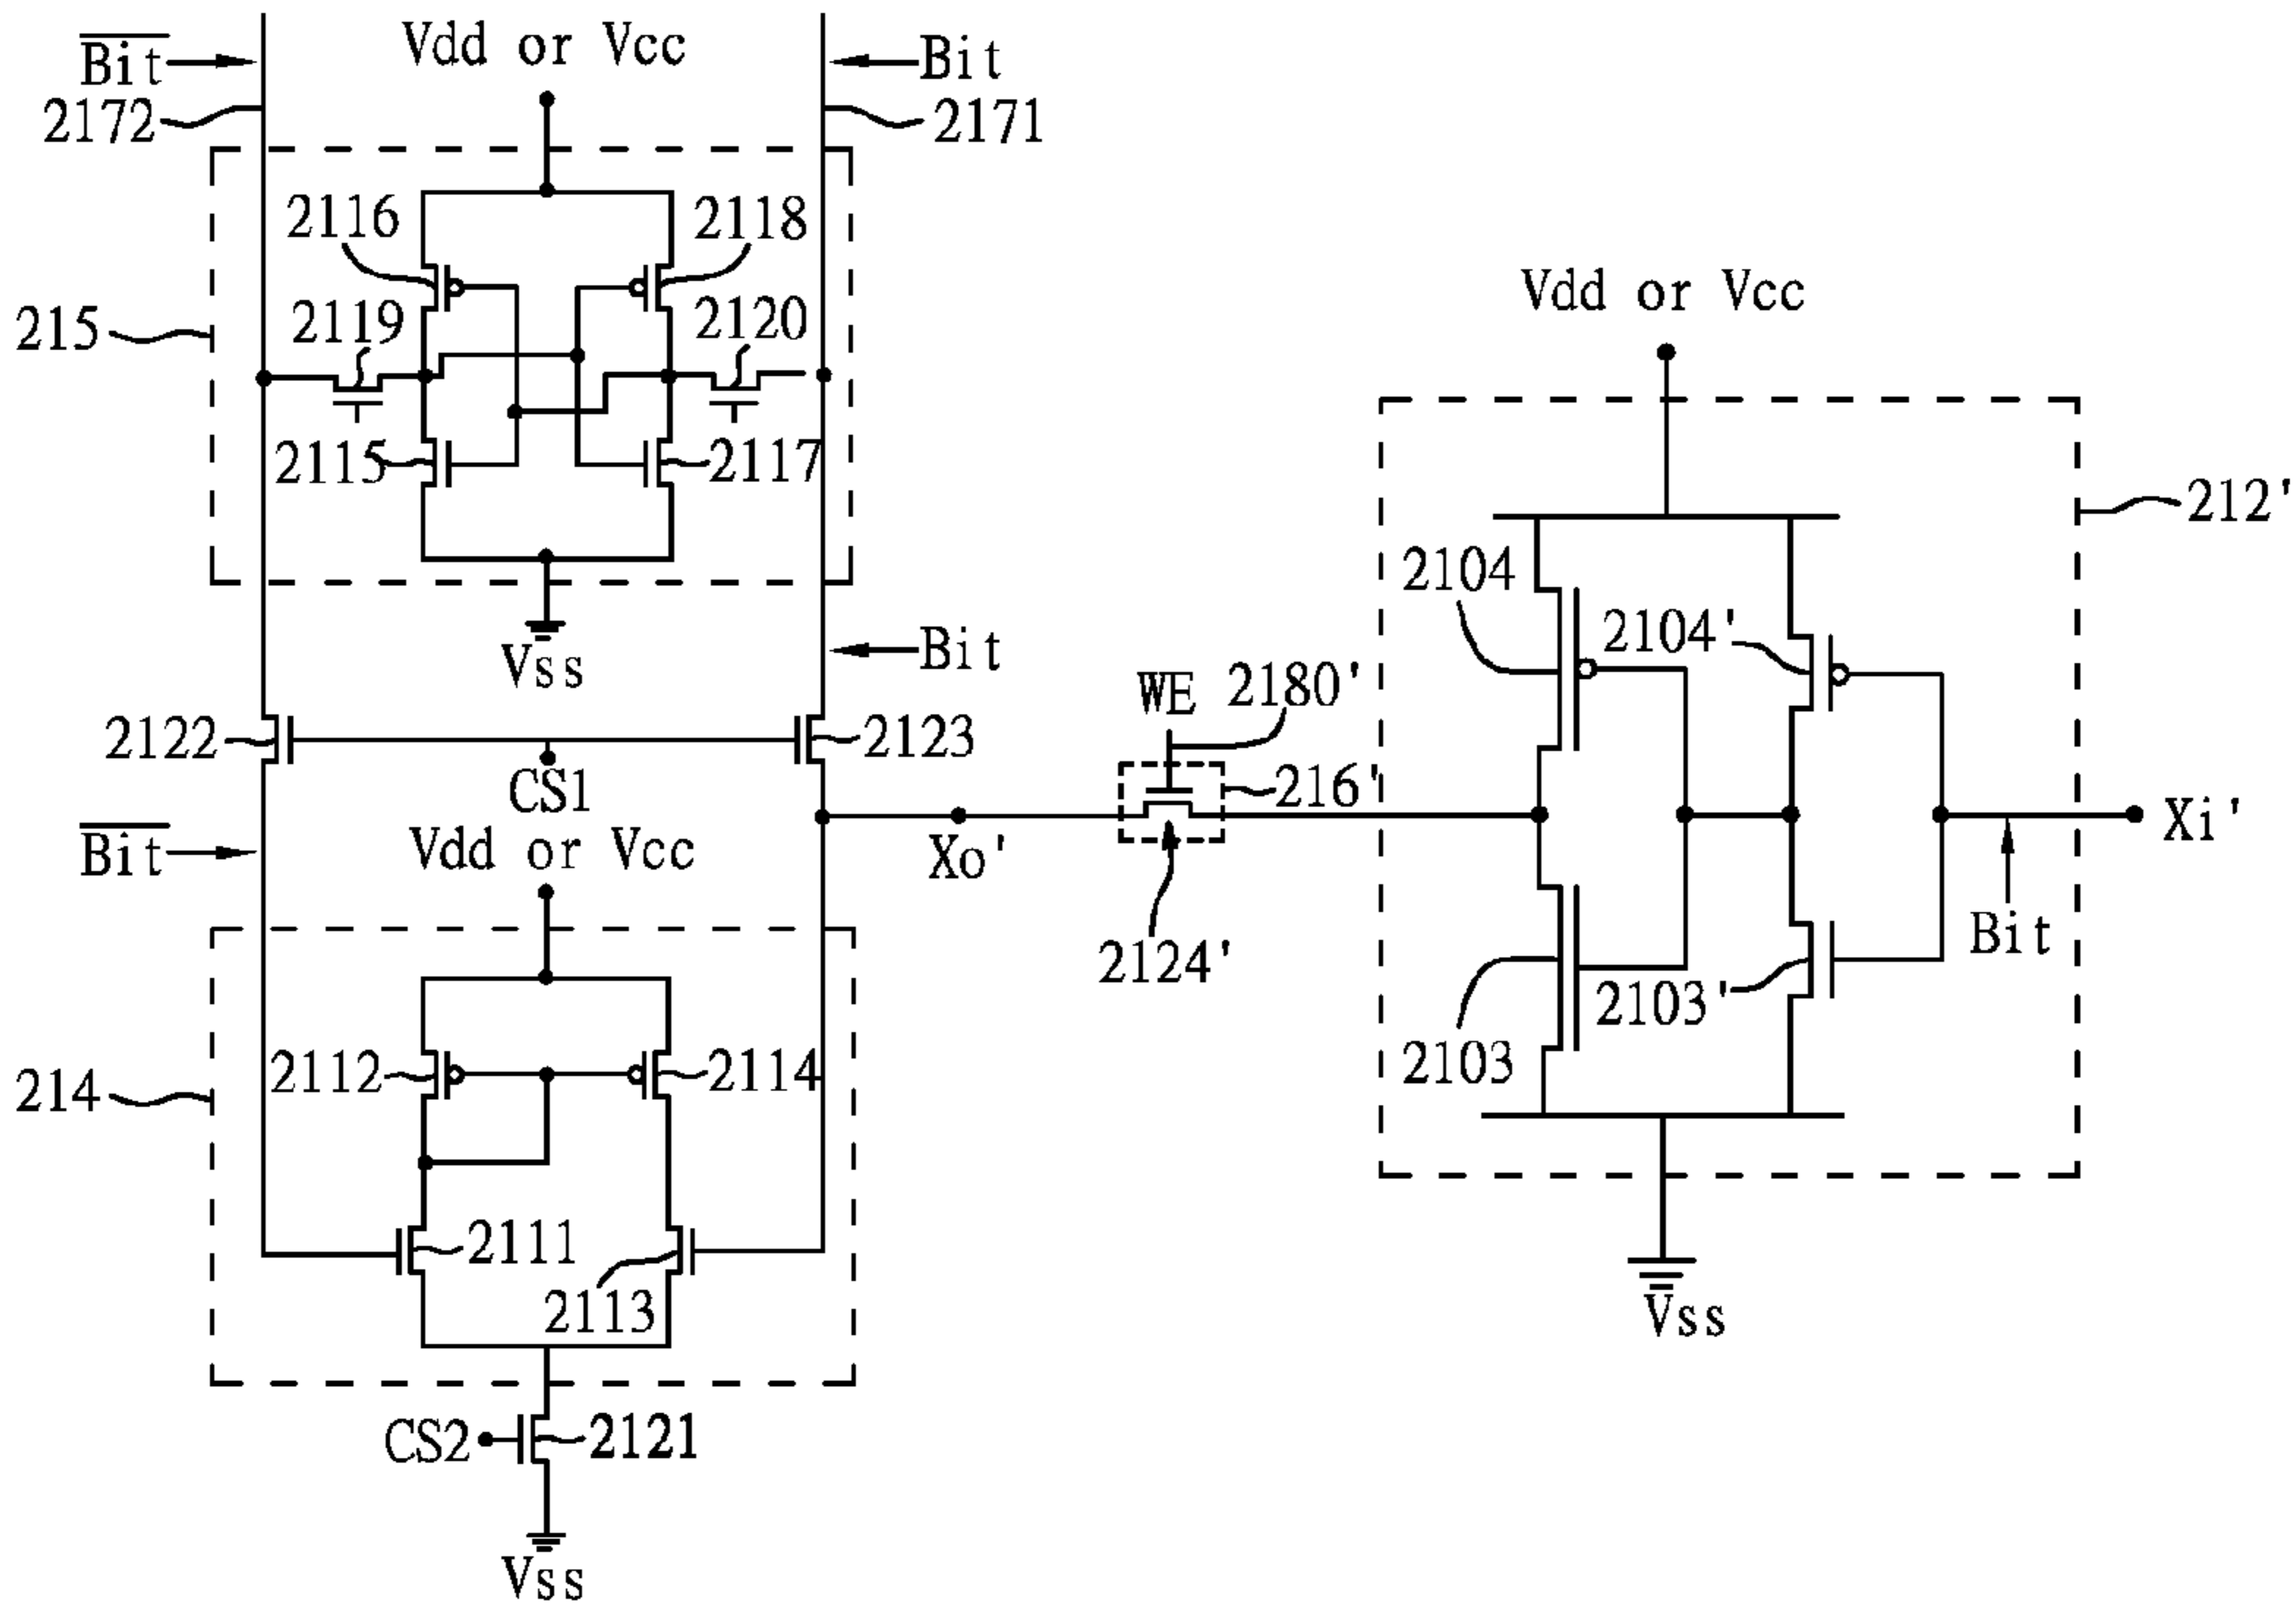 B̅i̅t̅
Vdd or Vcc
Bit
2172
2171
2116
2118
215
2119
2120
2115
2117
Vss
Bit
2122
2123
CS1
B̅i̅t̅
Vdd or Vcc
WE
2180'
216'
Xo'
2124'
Vdd or Vcc
212'
2104
2104'
Xi'
Bit
2103'
2103
Vss
214
2112
2114
2111
2113
CS2
2121
Vss